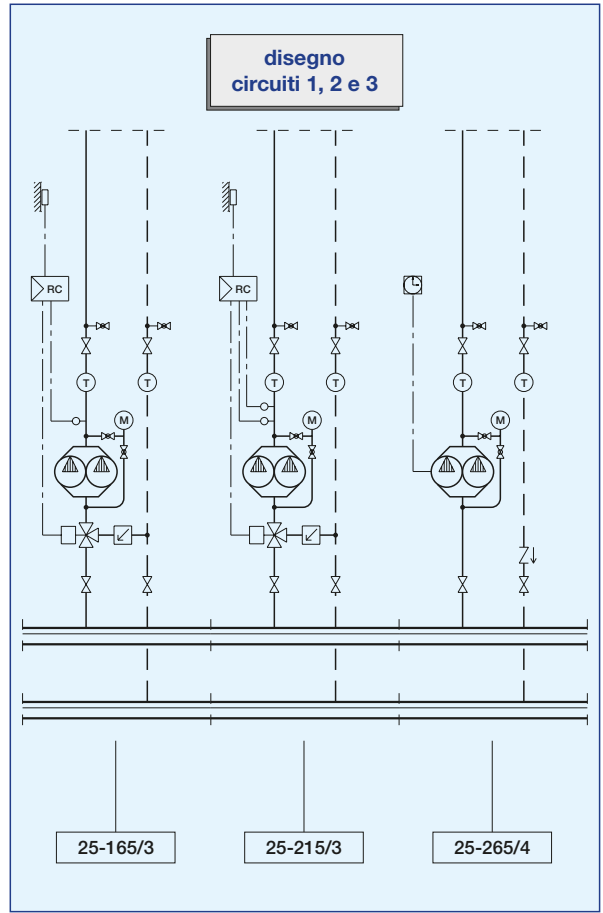 disegno
circuiti 1, 2 e 3
RC
RC
T
T
T
T
T
T
M
M
M
25-165/3
25-215/3
25-265/4